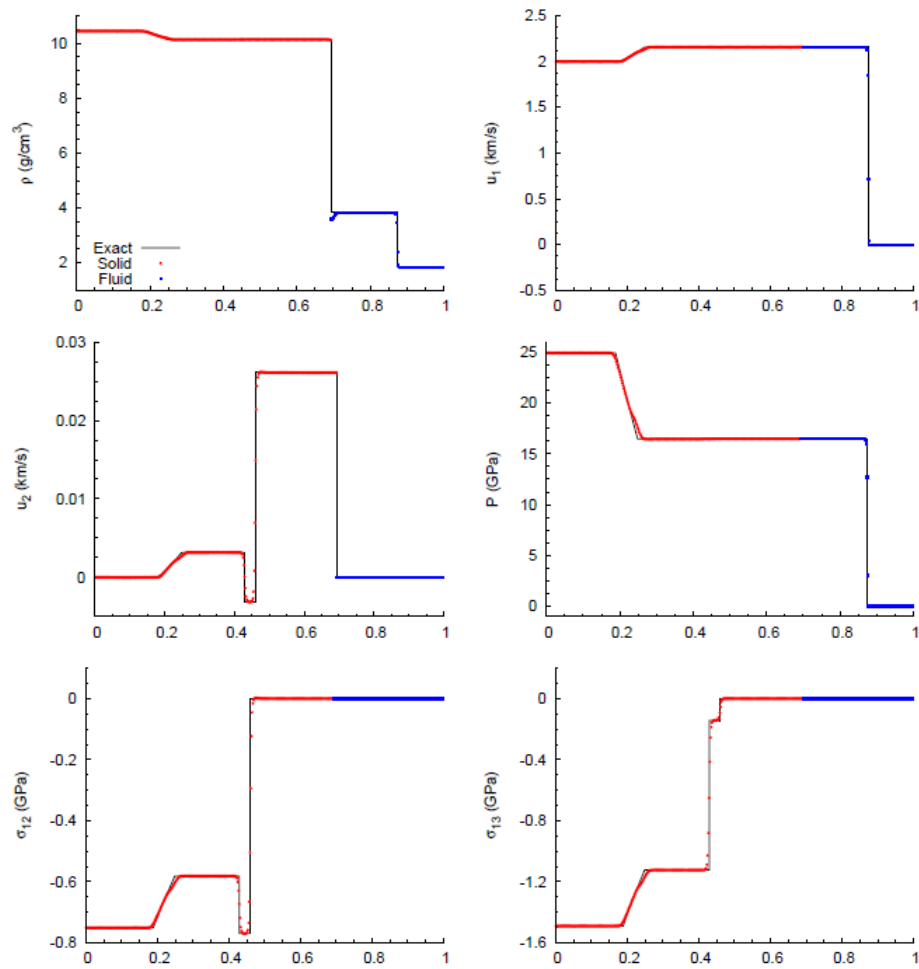 ρ (g/cm³)
10
8
6
4
2
Exact
Solid
Fluid
0 0.2 0.4 0.6 0.8 1
u₁ (km/s)
2.5
2
1.5
1
0.5
0
-0.5
0 0.2 0.4 0.6 0.8 1
u₂ (km/s)
0.03
0.02
0.01
0
0 0.2 0.4 0.6 0.8 1
P (GPa)
25
20
15
10
5
0
0 0.2 0.4 0.6 0.8 1
σ₁₂ (GPa)
0
-0.2
-0.4
-0.6
-0.8
0 0.2 0.4 0.6 0.8 1
σ₁₃ (GPa)
0
-0.4
-0.8
-1.2
-1.6
0 0.2 0.4 0.6 0.8 1